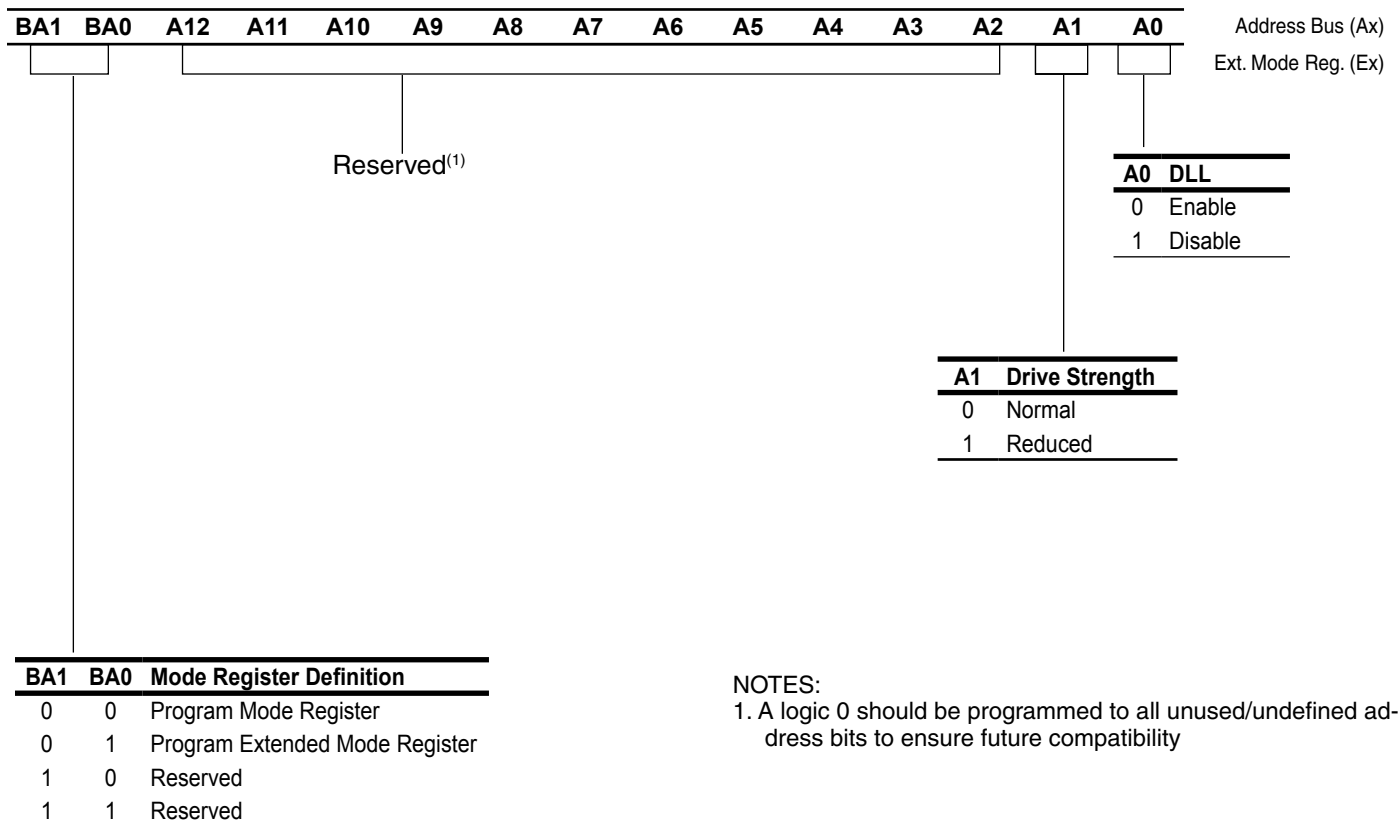 BA1 BA0 A12 A11 A10 A9 A8 A7 A6 A5 A4 A3 A2 A1 A0 Address Bus (Ax)
Ext. Mode Reg. (Ex)
Reserved(1)
A0 DLL
0 Enable
1 Disable
A1 Drive Strength
0 Normal
1 Reduced
BA1 BA0 Mode Register Definition
0 0 Program Mode Register
0 1 Program Extended Mode Register
1 0 Reserved
1 1 Reserved
NOTES:
1. A logic 0 should be programmed to all unused/undefined ad-
dress bits to ensure future compatibility